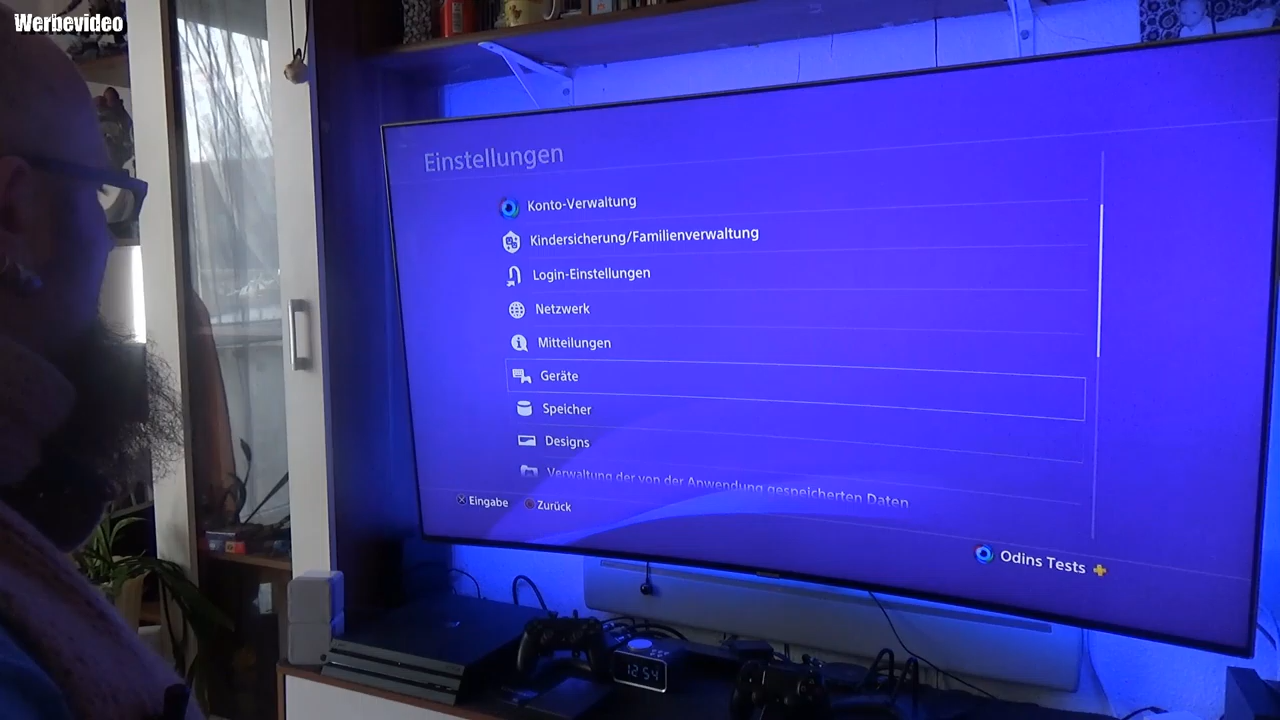 Werbevideo
Einstellungen
Konto-Verwaltung
Kindersicherung/Familienverwaltung
Login-Einstellungen
Netzwerk
Mitteilungen
Geräte
Speicher
Designs
Verwaltung der von der Anwendung gespeicherten Daten
Eingabe Zurück
Odins Tests
12:54